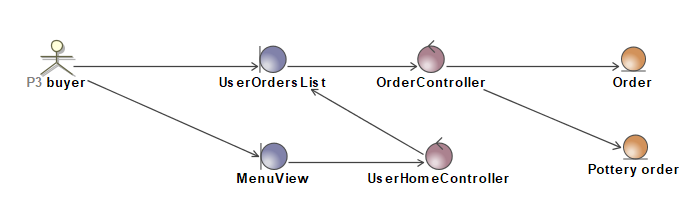 P3 buyer
UserOrdersList
OrderController
Order
MenuView
UserHomeController
Pottery order